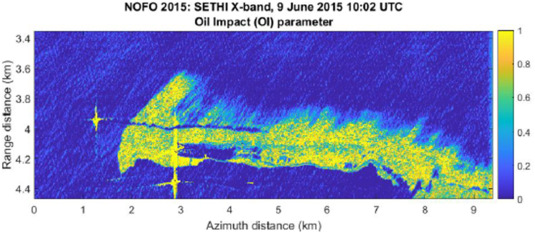 NOFO 2015: SETHI X-band, 9 June 2015 10:02 UTC
Oil Impact (OI) parameter
Range distance (km)
3.4
3.6
3.8
4
4.2
4.4
0 1 2 3 4 5 6 7 8 9
Azimuth distance (km)
1
0.8
0.6
0.4
0.2
0